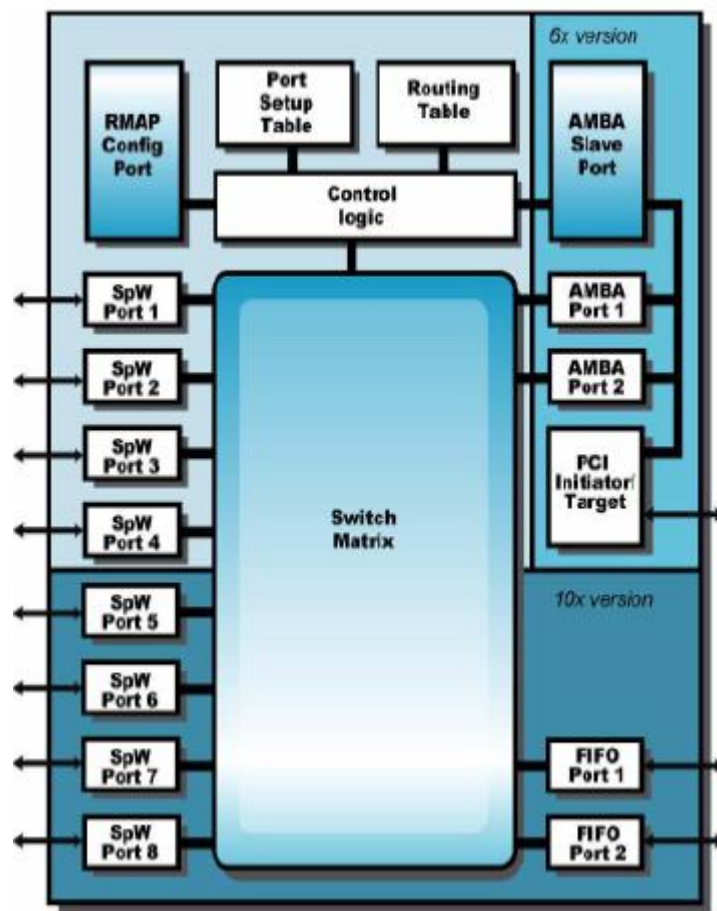 6x version
RMAP
Config
Port
Port
Setup
Table
Routing
Table
AMBA
Slave
Port
Control
logic
SpW
Port 1
AMBA
Port 1
SpW
Port 2
AMBA
Port 2
SpW
Port 3
PCI
Initiator/
Target
SpW
Port 4
Switch
Matrix
10x version
SpW
Port 5
SpW
Port 6
SpW
Port 7
FIFO
Port 1
SpW
Port 8
FIFO
Port 2